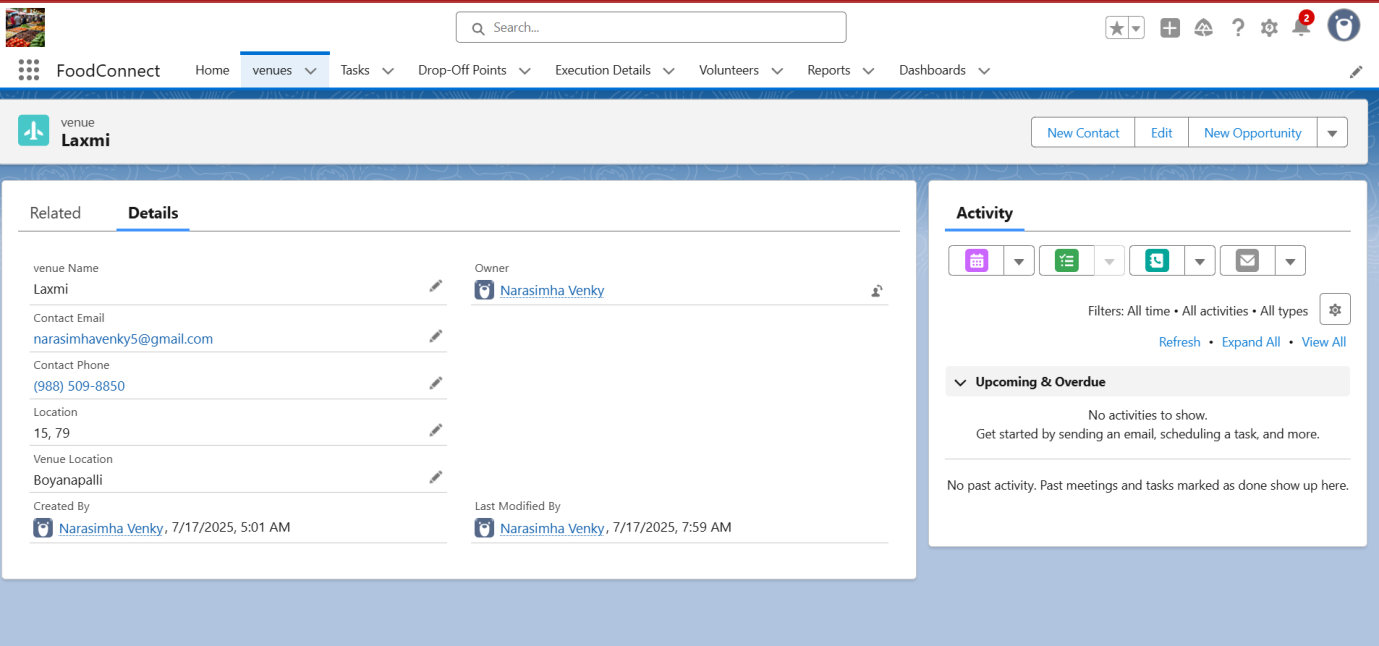 Search...
2
FoodConnect Home venues Tasks Drop-Off Points Execution Details Volunteers Reports Dashboards
venue
Laxmi
New Contact Edit New Opportunity
Related Details
venue Name
Laxmi
Owner
Narasimha Venky
Contact Email
narasimhavenky5@gmail.com
Contact Phone
(988) 509-8850
Location
15, 79
Venue Location
Boyanapalli
Created By
Narasimha Venky, 7/17/2025, 5:01 AM
Last Modified By
Narasimha Venky, 7/17/2025, 7:59 AM
Activity
Filters: All time • All activities • All types
Refresh • Expand All • View All
Upcoming & Overdue
No activities to show.
Get started by sending an email, scheduling a task, and more.
No past activity. Past meetings and tasks marked as done show up here.